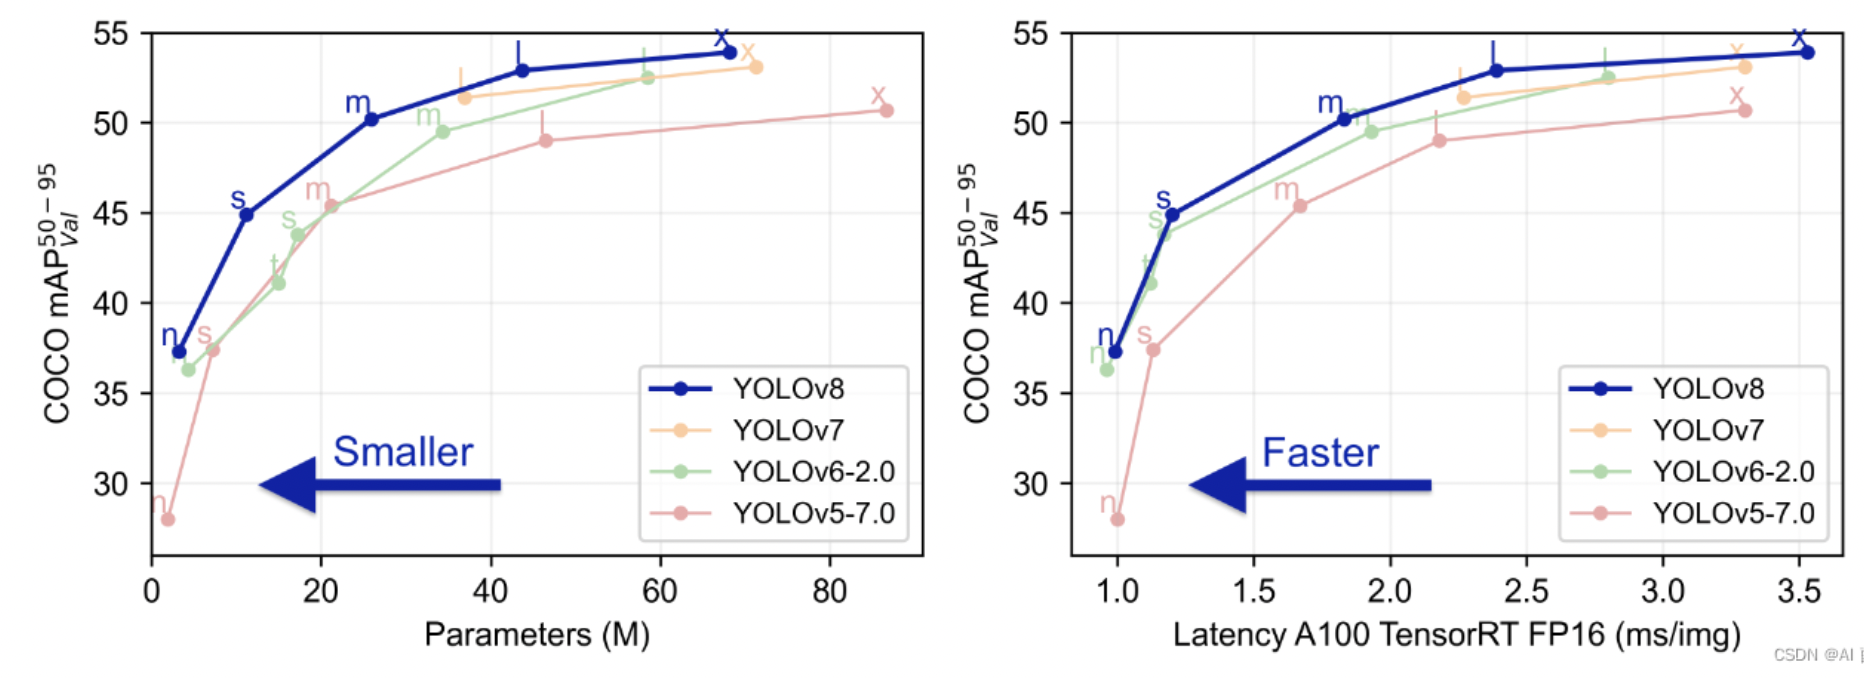 55
50
45
40
35
30
COCO mAP50-95 Val
n
s
m
l
x
l
x
n
t
s
m
l
n
s
m
l
x
Smaller
YOLOv8
YOLOv7
YOLOv6-2.0
YOLOv5-7.0
0 20 40 60 80
Parameters (M)
55
50
45
40
35
30
COCO mAP50-95 Val
n
s
m
l
x
l
x
n
t
s
m
l
n
s
m
l
x
Faster
YOLOv8
YOLOv7
YOLOv6-2.0
YOLOv5-7.0
1.0 1.5 2.0 2.5 3.0 3.5
Latency A100 TensorRT FP16 (ms/img)
CSDN @AI